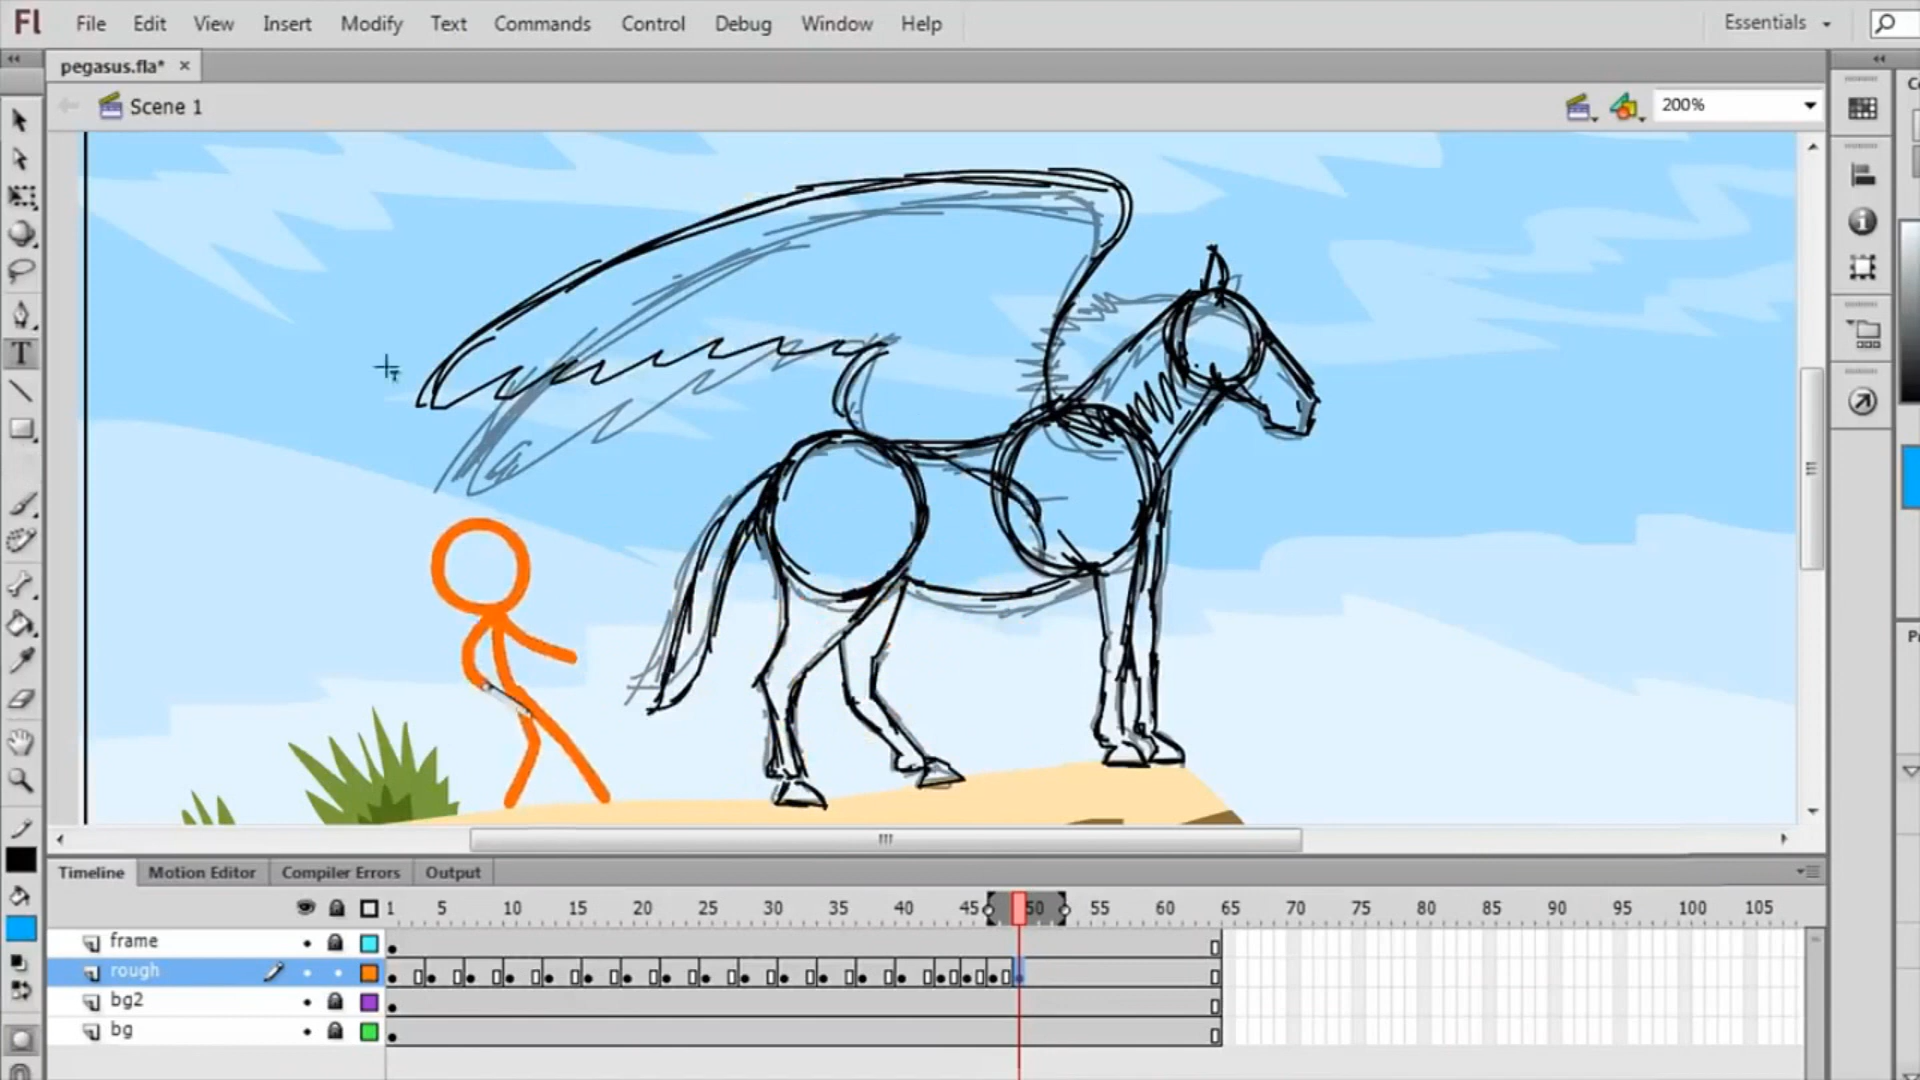 Fl File Edit View Insert Modify Text Commands Control Debug Window Help Essentials
pegasus.fla* ×
Scene 1 200%
T
Timeline Motion Editor Compiler Errors Output
1 5 10 15 20 25 30 35 40 45 50 55 60 65 70 75 80 85 90 95 100 105
frame
rough
bg2
bg